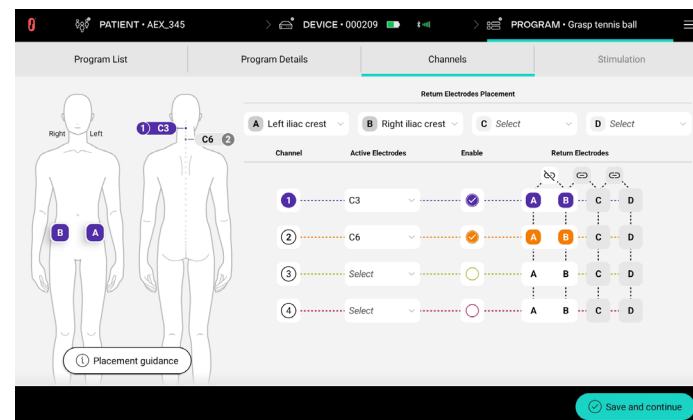 PATIENT • AEX_345
DEVICE • 000209
PROGRAM • Grasp tennis ball
Program List
Program Details
Channels
Stimulation
Right
Left
1 C3
C6 2
B
A
Placement guidance
Return Electrodes Placement
A Left iliac crest
B Right iliac crest
C Select
D Select
Channel Active Electrodes Enable Return Electrodes
1 C3 A B C D
2 C6 A B C D
3 Select A B C D
4 Select A B C D
Save and continue